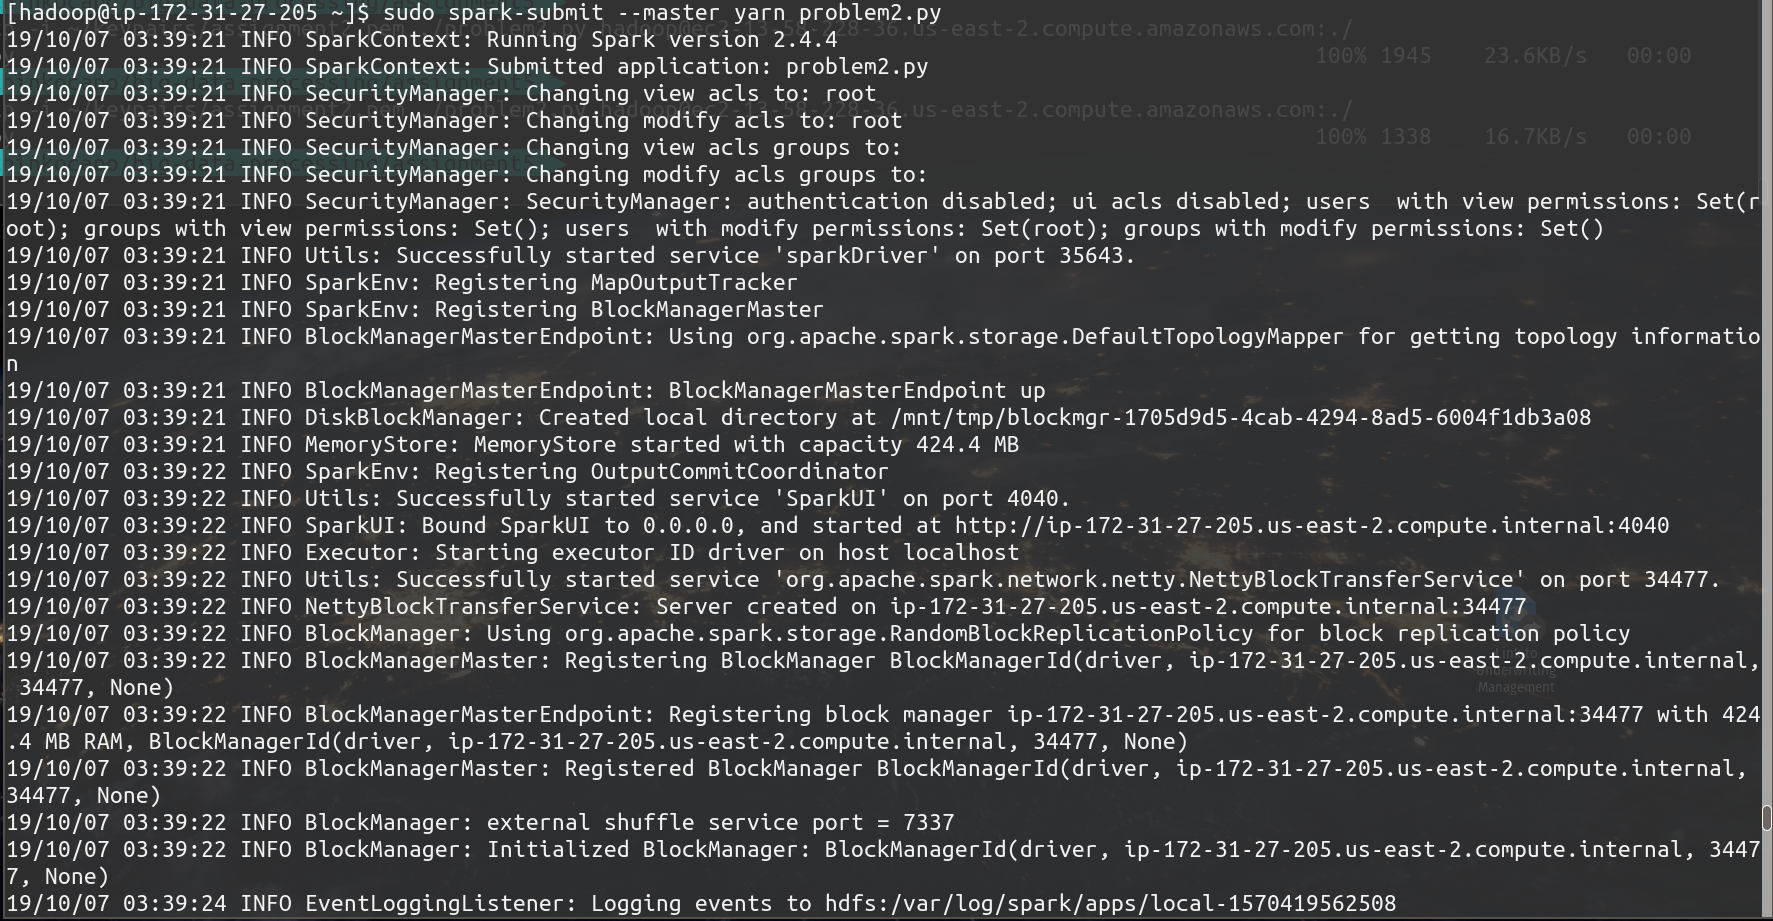 [hadoop@ip-172-31-27-205 ~]$ sudo spark-submit --master yarn problem2.py
19/10/07 03:39:21 INFO SparkContext: Running Spark version 2.4.4
19/10/07 03:39:21 INFO SparkContext: Submitted application: problem2.py
19/10/07 03:39:21 INFO SecurityManager: Changing view acls to: root
19/10/07 03:39:21 INFO SecurityManager: Changing modify acls to: root
19/10/07 03:39:21 INFO SecurityManager: Changing view acls groups to:
19/10/07 03:39:21 INFO SecurityManager: Changing modify acls groups to:
19/10/07 03:39:21 INFO SecurityManager: SecurityManager: authentication disabled; ui acls disabled; users  with view permissions: Set(r
oot); groups with view permissions: Set(); users  with modify permissions: Set(root); groups with modify permissions: Set()
19/10/07 03:39:21 INFO Utils: Successfully started service 'sparkDriver' on port 35643.
19/10/07 03:39:21 INFO SparkEnv: Registering MapOutputTracker
19/10/07 03:39:21 INFO SparkEnv: Registering BlockManagerMaster
19/10/07 03:39:21 INFO BlockManagerMasterEndpoint: Using org.apache.spark.storage.DefaultTopologyMapper for getting topology informatio
n
19/10/07 03:39:21 INFO BlockManagerMasterEndpoint: BlockManagerMasterEndpoint up
19/10/07 03:39:21 INFO DiskBlockManager: Created local directory at /mnt/tmp/blockmgr-1705d9d5-4cab-4294-8ad5-6004f1db3a08
19/10/07 03:39:21 INFO MemoryStore: MemoryStore started with capacity 424.4 MB
19/10/07 03:39:22 INFO SparkEnv: Registering OutputCommitCoordinator
19/10/07 03:39:22 INFO Utils: Successfully started service 'SparkUI' on port 4040.
19/10/07 03:39:22 INFO SparkUI: Bound SparkUI to 0.0.0.0, and started at http://ip-172-31-27-205.us-east-2.compute.internal:4040
19/10/07 03:39:22 INFO Executor: Starting executor ID driver on host localhost
19/10/07 03:39:22 INFO Utils: Successfully started service 'org.apache.spark.network.netty.NettyBlockTransferService' on port 34477.
19/10/07 03:39:22 INFO NettyBlockTransferService: Server created on ip-172-31-27-205.us-east-2.compute.internal:34477
19/10/07 03:39:22 INFO BlockManager: Using org.apache.spark.storage.RandomBlockReplicationPolicy for block replication policy
19/10/07 03:39:22 INFO BlockManagerMaster: Registering BlockManager BlockManagerId(driver, ip-172-31-27-205.us-east-2.compute.internal,
 34477, None)
19/10/07 03:39:22 INFO BlockManagerMasterEndpoint: Registering block manager ip-172-31-27-205.us-east-2.compute.internal:34477 with 424
.4 MB RAM, BlockManagerId(driver, ip-172-31-27-205.us-east-2.compute.internal, 34477, None)
19/10/07 03:39:22 INFO BlockManagerMaster: Registered BlockManager BlockManagerId(driver, ip-172-31-27-205.us-east-2.compute.internal, 
34477, None)
19/10/07 03:39:22 INFO BlockManager: external shuffle service port = 7337
19/10/07 03:39:22 INFO BlockManager: Initialized BlockManager: BlockManagerId(driver, ip-172-31-27-205.us-east-2.compute.internal, 3447
7, None)
19/10/07 03:39:24 INFO EventLoggingListener: Logging events to hdfs:/var/log/spark/apps/local-1570419562508
100% 1945 23.6KB/s 00:00
100% 1338 16.7KB/s 00:00
Underwriting
Management